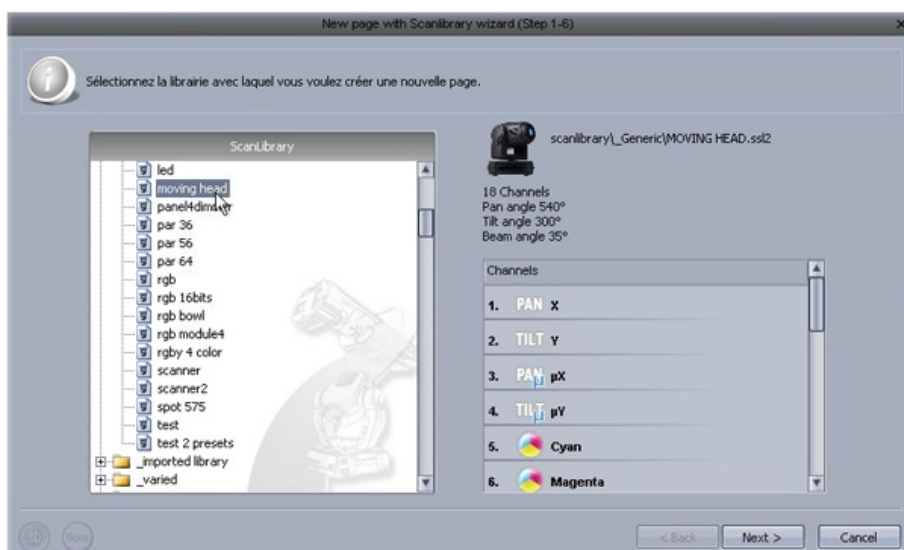 New page with Scanlibrary wizard (Step 1-6)
Sélectionnez la librairie avec laquel vous voulez créer une nouvelle page.
ScanLibrary
led
moving head
panel4dimmer
par 36
par 56
par 64
rgb
rgb 16bits
rgb bowl
rgb module4
rgby 4 color
scanner
scanner2
spot 575
test
test 2 presets
_imported library
_varied
scanlibrary\_Generic\MOVING HEAD.ssl2
18 Channels
Pan angle 540°
Tilt angle 300°
Beam angle 35°
Channels
1. PAN X
2. TILT Y
3. PAN µ µX
4. TILT µ µY
5. Cyan
6. Magenta
< Back
Next >
Cancel